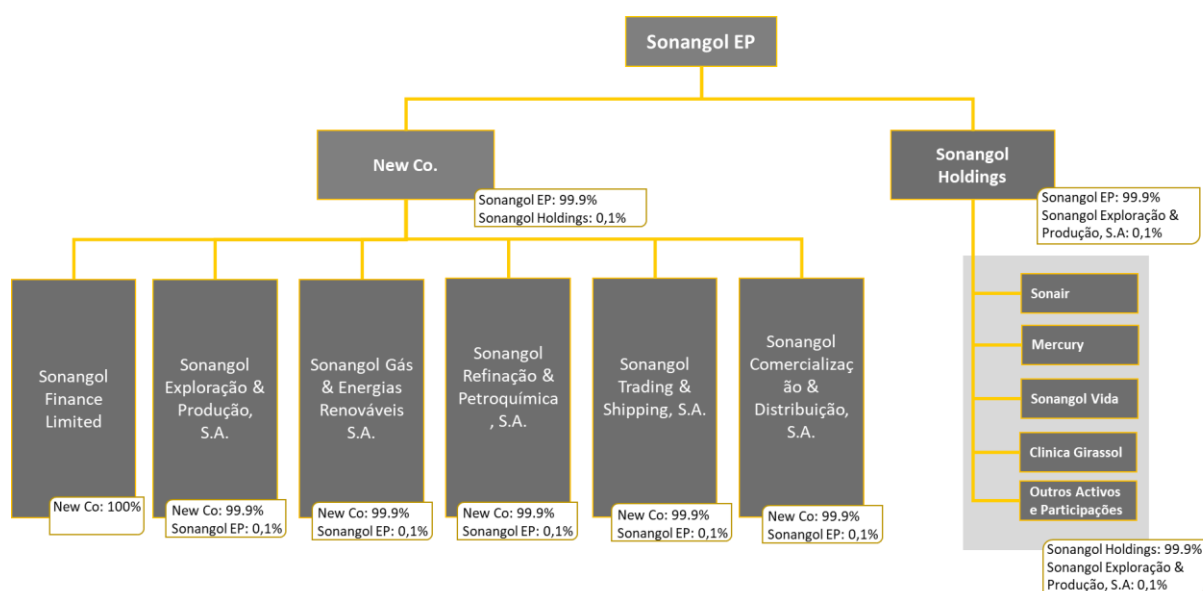 Sonangol EP
New Co.
Sonangol EP: 99.9%
Sonangol Holdings: 0,1%
Sonangol
Holdings
Sonangol EP: 99.9%
Sonangol Exploração &
Produção, S.A: 0,1%
Sonangol
Finance
Limited
New Co: 100%
Sonangol
Exploração &
Produção,
S.A.
New Co: 99.9%
Sonangol EP: 0,1%
Sonangol Gás
& Energias
Renováveis
S.A.
New Co: 99.9%
Sonangol EP: 0,1%
Sonangol
Refinação &
Petroquímica
, S.A.
New Co: 99.9%
Sonangol EP: 0,1%
Sonangol
Trading &
Shipping, S.A.
New Co: 99.9%
Sonangol EP: 0,1%
Sonangol
Comercializaç
ão &
Distribuição,
S.A.
New Co: 99.9%
Sonangol EP: 0,1%
Sonair
Mercury
Sonangol Vida
Clinica Girassol
Outros Activos
e Participações
Sonangol Holdings: 99.9%
Sonangol Exploração &
Produção, S.A: 0,1%